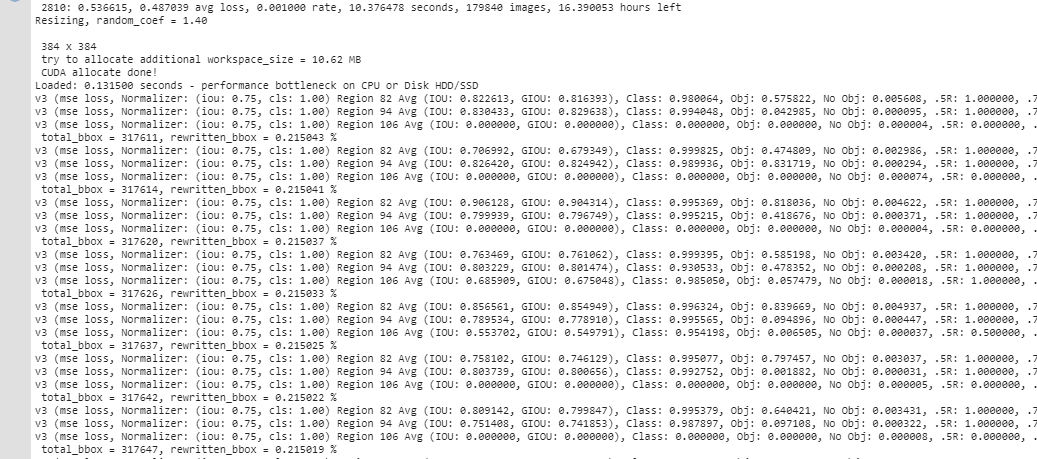 2810: 0.536615, 0.487039 avg loss, 0.001000 rate, 10.376478 seconds, 179840 images, 16.390053 hours left
Resizing, random_coef = 1.40
384 x 384
try to allocate additional workspace_size = 10.62 MB
CUDA allocate done!
Loaded: 0.131500 seconds - performance bottleneck on CPU or Disk HDD/SSD
v3 (mse loss, Normalizer: (iou: 0.75, cls: 1.00) Region 82 Avg (IOU: 0.822613, GIOU: 0.816393), Class: 0.980064, Obj: 0.575822, No Obj: 0.005608, .5R: 1.000000, .7
v3 (mse loss, Normalizer: (iou: 0.75, cls: 1.00) Region 94 Avg (IOU: 0.830433, GIOU: 0.829638), Class: 0.994048, Obj: 0.042985, No Obj: 0.000095, .5R: 1.000000, .7
v3 (mse loss, Normalizer: (iou: 0.75, cls: 1.00) Region 106 Avg (IOU: 0.000000, GIOU: 0.000000), Class: 0.000000, Obj: 0.000000, No Obj: 0.000004, .5R: 0.000000, .
total_bbox = 317611, rewritten_bbox = 0.215043 %
v3 (mse loss, Normalizer: (iou: 0.75, cls: 1.00) Region 82 Avg (IOU: 0.706992, GIOU: 0.679349), Class: 0.999825, Obj: 0.474809, No Obj: 0.002986, .5R: 1.000000, .7
v3 (mse loss, Normalizer: (iou: 0.75, cls: 1.00) Region 94 Avg (IOU: 0.826420, GIOU: 0.824942), Class: 0.989936, Obj: 0.831719, No Obj: 0.000294, .5R: 1.000000, .7
v3 (mse loss, Normalizer: (iou: 0.75, cls: 1.00) Region 106 Avg (IOU: 0.000000, GIOU: 0.000000), Class: 0.000000, Obj: 0.000000, No Obj: 0.000074, .5R: 0.000000, .
total_bbox = 317614, rewritten_bbox = 0.215041 %
v3 (mse loss, Normalizer: (iou: 0.75, cls: 1.00) Region 82 Avg (IOU: 0.906128, GIOU: 0.904314), Class: 0.995369, Obj: 0.818036, No Obj: 0.004622, .5R: 1.000000, .7
v3 (mse loss, Normalizer: (iou: 0.75, cls: 1.00) Region 94 Avg (IOU: 0.799939, GIOU: 0.796749), Class: 0.995215, Obj: 0.418676, No Obj: 0.000371, .5R: 1.000000, .7
v3 (mse loss, Normalizer: (iou: 0.75, cls: 1.00) Region 106 Avg (IOU: 0.000000, GIOU: 0.000000), Class: 0.000000, Obj: 0.000000, No Obj: 0.000004, .5R: 0.000000, .
total_bbox = 317620, rewritten_bbox = 0.215037 %
v3 (mse loss, Normalizer: (iou: 0.75, cls: 1.00) Region 82 Avg (IOU: 0.763469, GIOU: 0.761062), Class: 0.999395, Obj: 0.585198, No Obj: 0.003420, .5R: 1.000000, .7
v3 (mse loss, Normalizer: (iou: 0.75, cls: 1.00) Region 94 Avg (IOU: 0.803229, GIOU: 0.801474), Class: 0.930533, Obj: 0.478352, No Obj: 0.000208, .5R: 1.000000, .7
v3 (mse loss, Normalizer: (iou: 0.75, cls: 1.00) Region 106 Avg (IOU: 0.685909, GIOU: 0.675048), Class: 0.985050, Obj: 0.057479, No Obj: 0.000018, .5R: 1.000000, .
total_bbox = 317626, rewritten_bbox = 0.215033 %
v3 (mse loss, Normalizer: (iou: 0.75, cls: 1.00) Region 82 Avg (IOU: 0.856561, GIOU: 0.854949), Class: 0.996324, Obj: 0.839669, No Obj: 0.004937, .5R: 1.000000, .7
v3 (mse loss, Normalizer: (iou: 0.75, cls: 1.00) Region 94 Avg (IOU: 0.789534, GIOU: 0.778910), Class: 0.995565, Obj: 0.094896, No Obj: 0.000447, .5R: 1.000000, .7
v3 (mse loss, Normalizer: (iou: 0.75, cls: 1.00) Region 106 Avg (IOU: 0.553702, GIOU: 0.549791), Class: 0.954198, Obj: 0.006505, No Obj: 0.000037, .5R: 0.500000, .
total_bbox = 317637, rewritten_bbox = 0.215025 %
v3 (mse loss, Normalizer: (iou: 0.75, cls: 1.00) Region 82 Avg (IOU: 0.758102, GIOU: 0.746129), Class: 0.995077, Obj: 0.797457, No Obj: 0.003037, .5R: 1.000000, .7
v3 (mse loss, Normalizer: (iou: 0.75, cls: 1.00) Region 94 Avg (IOU: 0.803739, GIOU: 0.800656), Class: 0.992752, Obj: 0.001882, No Obj: 0.000031, .5R: 1.000000, .7
v3 (mse loss, Normalizer: (iou: 0.75, cls: 1.00) Region 106 Avg (IOU: 0.000000, GIOU: 0.000000), Class: 0.000000, Obj: 0.000000, No Obj: 0.000005, .5R: 0.000000, .
total_bbox = 317642, rewritten_bbox = 0.215022 %
v3 (mse loss, Normalizer: (iou: 0.75, cls: 1.00) Region 82 Avg (IOU: 0.809142, GIOU: 0.799847), Class: 0.995379, Obj: 0.640421, No Obj: 0.003431, .5R: 1.000000, .7
v3 (mse loss, Normalizer: (iou: 0.75, cls: 1.00) Region 94 Avg (IOU: 0.751408, GIOU: 0.741853), Class: 0.987897, Obj: 0.097108, No Obj: 0.000322, .5R: 1.000000, .7
v3 (mse loss, Normalizer: (iou: 0.75, cls: 1.00) Region 106 Avg (IOU: 0.000000, GIOU: 0.000000), Class: 0.000000, Obj: 0.000000, No Obj: 0.000008, .5R: 0.000000, .
total_bbox = 317647, rewritten_bbox = 0.215019 %